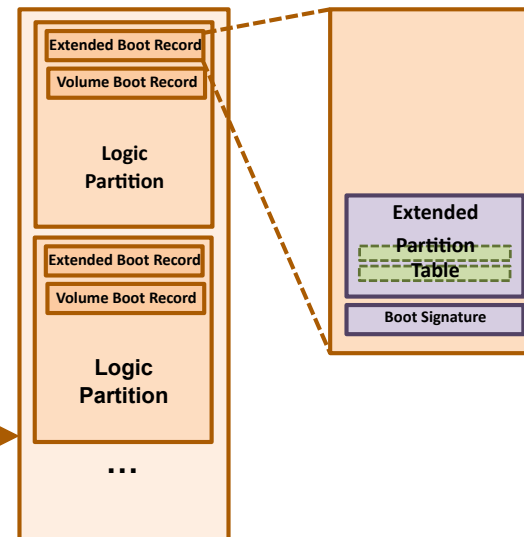 Extended Boot Record
Volume Boot Record
Logic
Partition
Extended Boot Record
Volume Boot Record
Logic
Partition
...
Extended
Partition
Table
Boot Signature